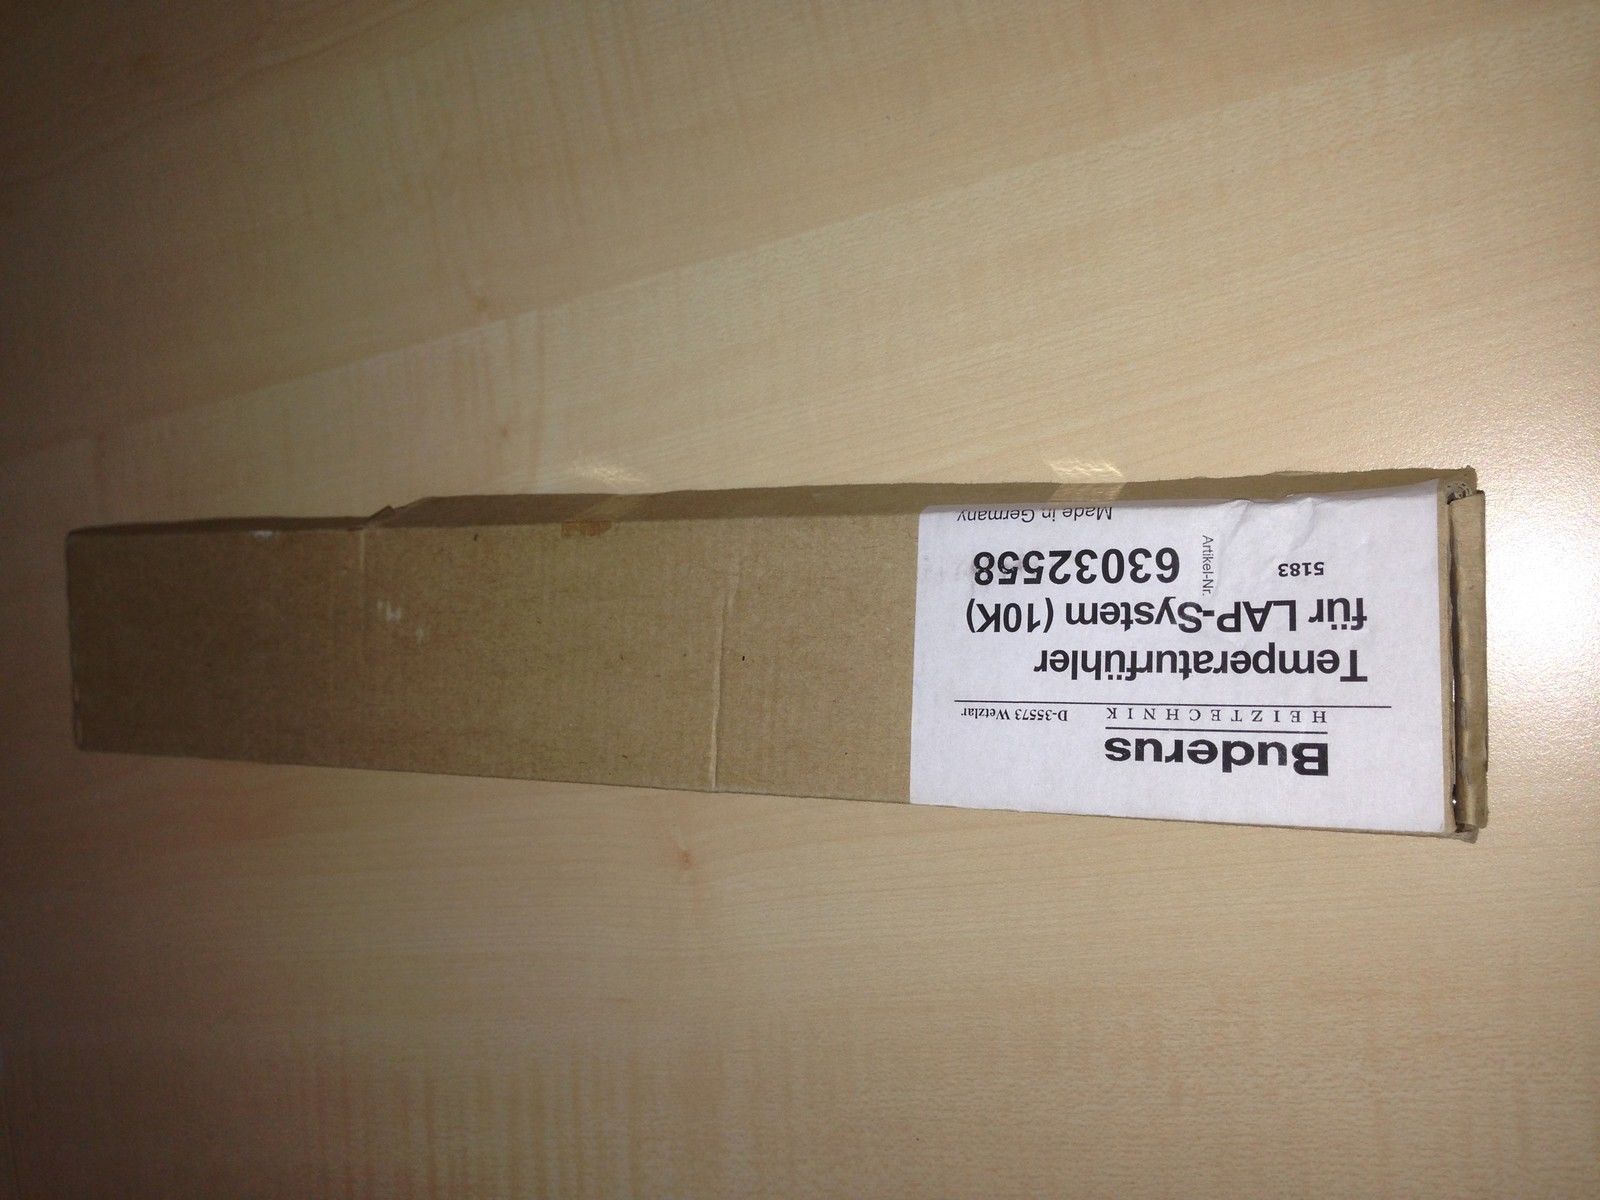 Buderus
HEIZTECHNIK D-35573 Wetzlar
Temperaturfühler
für LAP-System (10K)
5183 Artikel-Nr. 63032558
Made in Germany